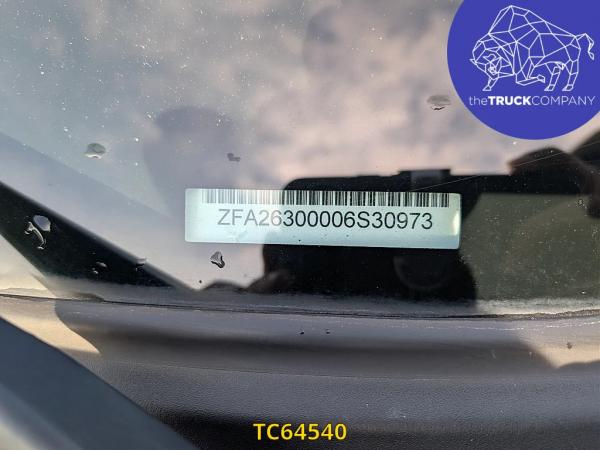 theTRUCKCOMPANY
ZFA26300006S30973
TC64540